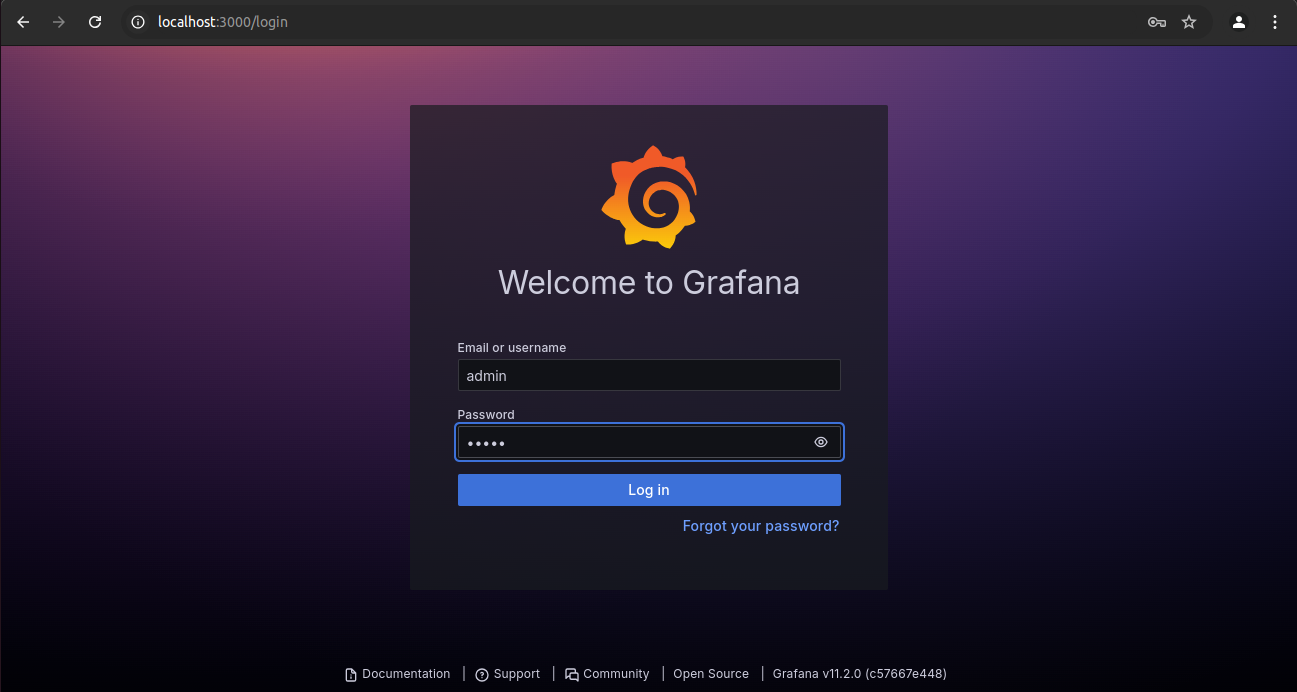 localhost:3000/login
Welcome to Grafana
Email or username
admin
Password
•••••
Log in
Forgot your password?
Documentation | Support | Community | Open Source | Grafana v11.2.0 (c57667e448)